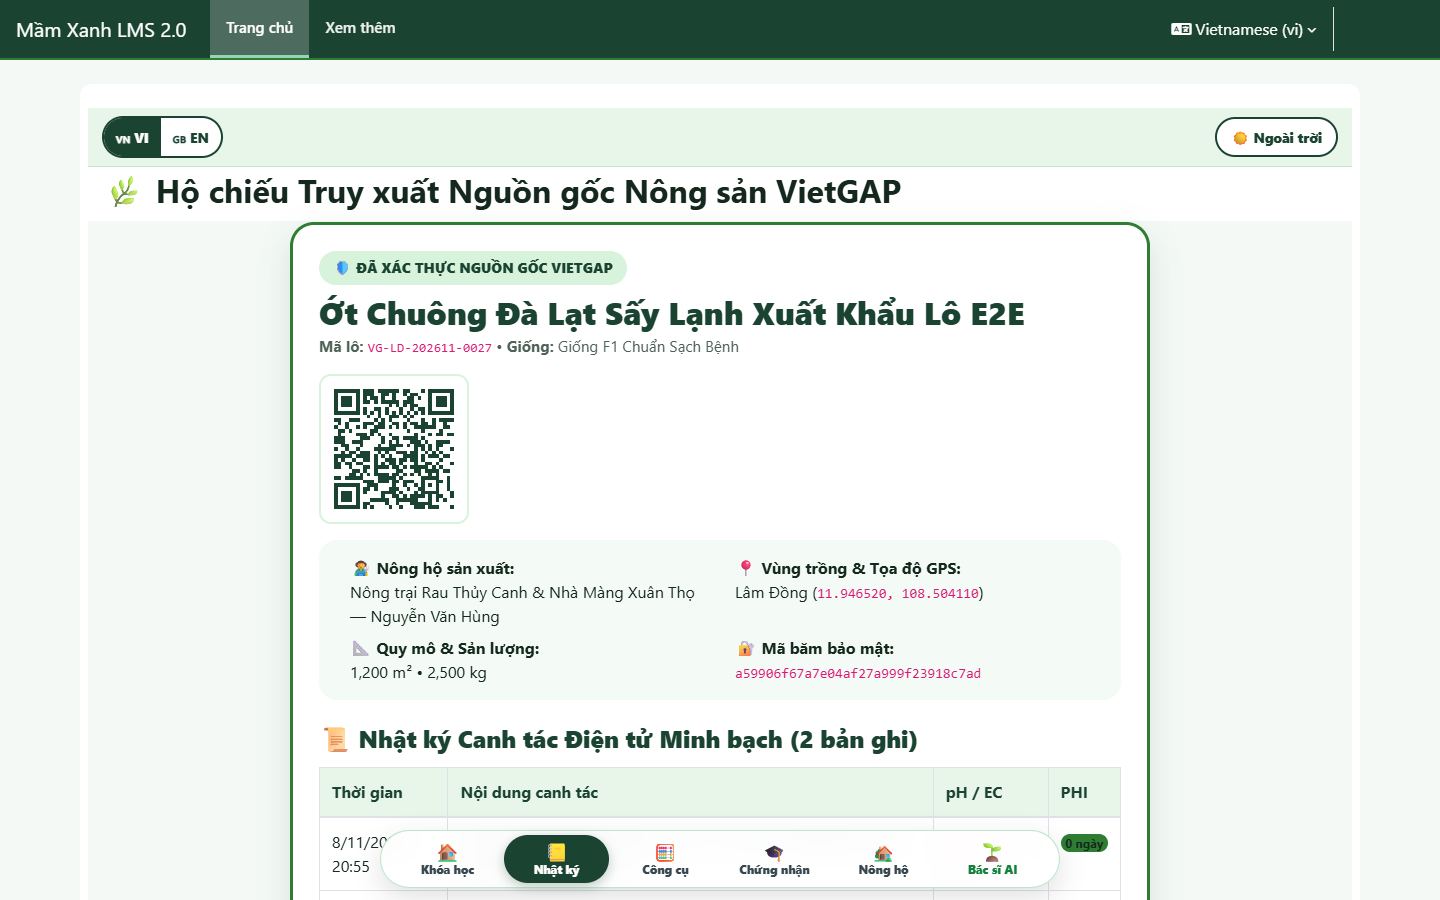 Mầm Xanh LMS 2.0
Trang chủ
Xem thêm
Vietnamese (vi)
VN VI
GB EN
Ngoài trời
Hộ chiếu Truy xuất Nguồn gốc Nông sản VietGAP
ĐÃ XÁC THỰC NGUỒN GỐC VIETGAP
Ớt Chuông Đà Lạt Sấy Lạnh Xuất Khẩu Lô E2E
Mã lô: VG-LD-202611-0027 • Giống: Giống F1 Chuẩn Sạch Bệnh
Nông hộ sản xuất:
Nông trại Rau Thủy Canh & Nhà Màng Xuân Thọ
— Nguyễn Văn Hùng
Vùng trồng & Tọa độ GPS:
Lâm Đồng (11.946520, 108.504110)
Quy mô & Sản lượng:
1,200 m² • 2,500 kg
Mã băm bảo mật:
a59906f67a7e04af27a999f23918c7ad
Nhật ký Canh tác Điện tử Minh bạch (2 bản ghi)
Thời gian
Nội dung canh tác
pH / EC
PHI
20:55
0 ngày
Khóa học
Nhật ký
Công cụ
Chứng nhận
Nông hộ
Bác sĩ AI